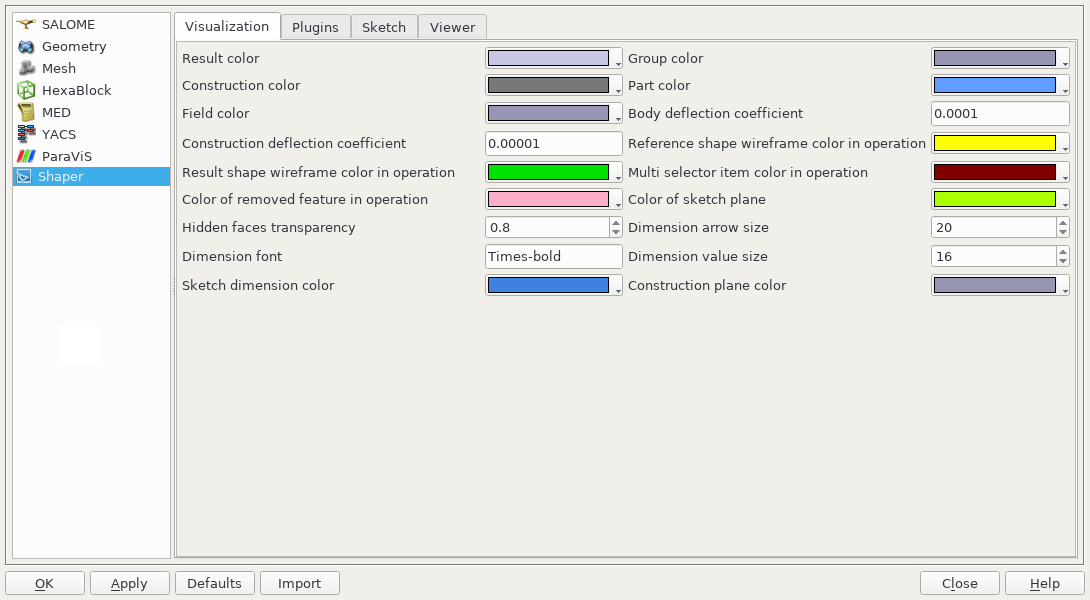 SALOME
Geometry
Mesh
HexaBlock
MED
YACS
ParaViS
Shaper
Visualization Plugins Sketch Viewer
Result color Group color
Construction color Part color
Field color Body deflection coefficient 0.0001
Construction deflection coefficient 0.00001 Reference shape wireframe color in operation
Result shape wireframe color in operation Multi selector item color in operation
Color of removed feature in operation Color of sketch plane
Hidden faces transparency 0.8 Dimension arrow size 20
Dimension font Times-bold Dimension value size 16
Sketch dimension color Construction plane color
OK Apply Defaults Import Close Help